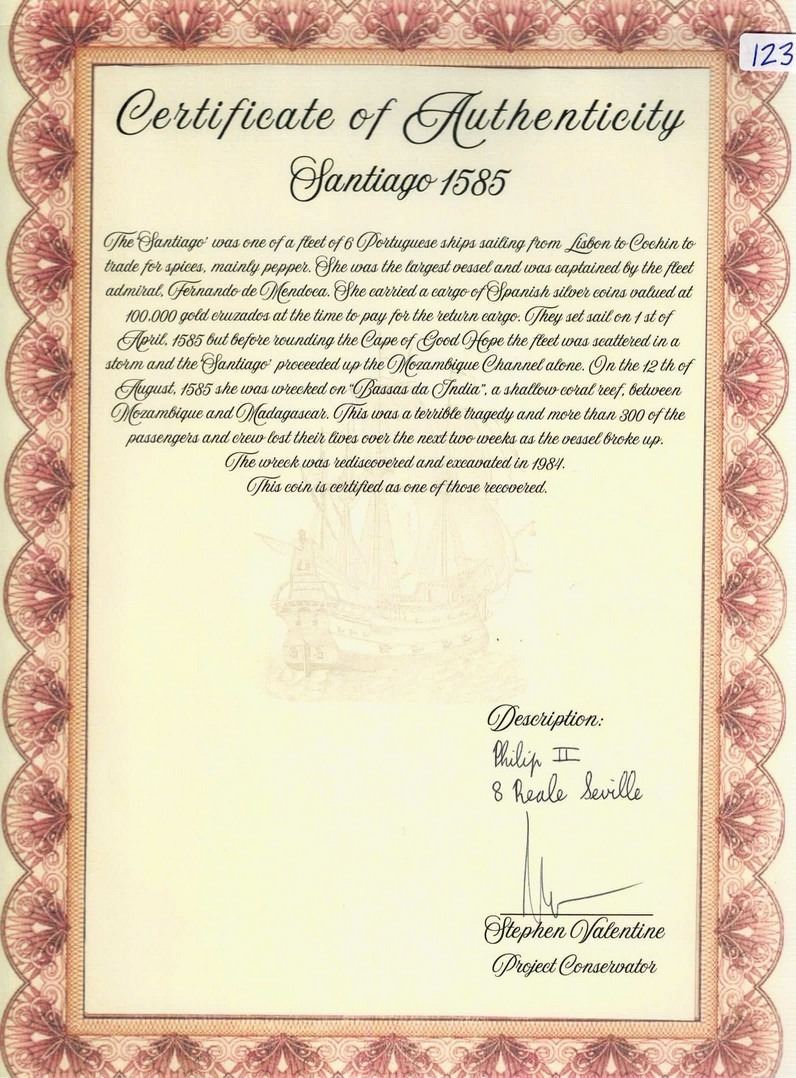 123
Certificate of Authenticity
Santiago 1585
The 'Santiago' was one of a fleet of 6 Portuguese ships sailing from Lisbon to Cochin to
trade for spices, mainly pepper. She was the largest vessel and was captained by the fleet
admiral, Fernando de Mendoca. She carried a cargo of Spanish silver coins valued at
100.000 gold cruzados at the time to pay for the return cargo. They set sail on 1 st of
April, 1585 but before rounding the Cape of Good Hope the fleet was scattered in a
storm and the 'Santiago' proceeded up the Mozambique Channel alone. On the 12 th of
August, 1585 she was wrecked on "Bassas da India", a shallow coral reef, between
Mozambique and Madagascar. This was a terrible tragedy and more than 300 of the
passengers and crew lost their lives over the next two weeks as the vessel broke up.
The wreck was rediscovered and excavated in 1984.
This coin is certified as one of those recovered.
Description:
Philip II
8 Reale Seville
Stephen Valentine
Project Conservator